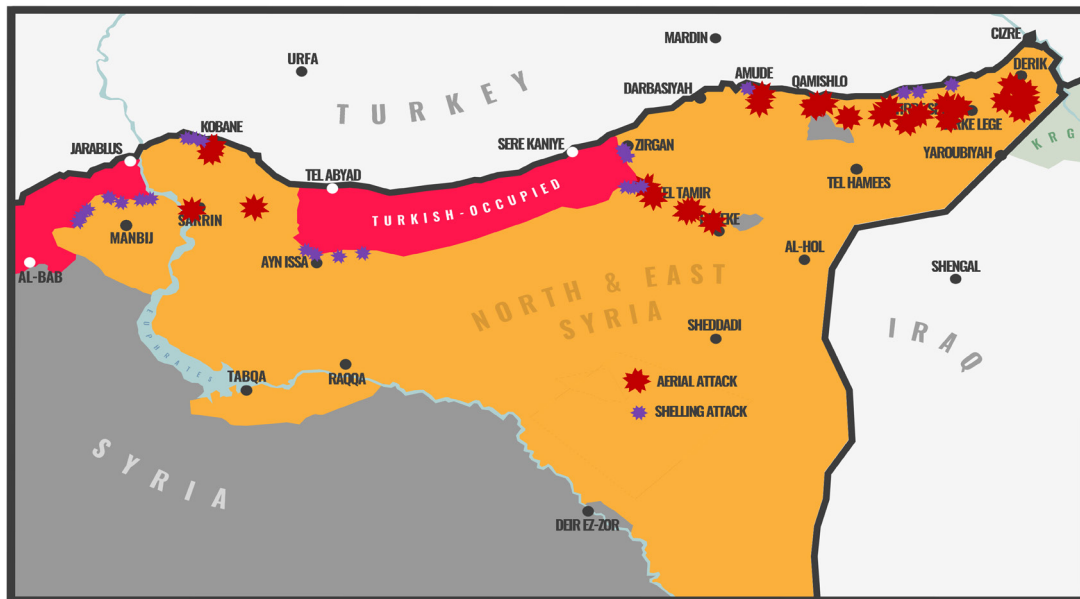 CIZRE
MARDIN
URFA
DERIK
AMUDE
QAMISHLO
TURKEY
DARBASIYAH
KOBANE
KRG
JARABLUS
SERE KANIYE
ZIRGAN
YAROUBIYAH
TEL ABYAD
TEL HAMEES
TURKISH-OCCUPIED
TEL TAMIR
SARRIN
MANBIJ
AL-HOL
AYN ISSA
SHENGAL
AL-BAB
NORTH & EAST
SYRIA
SHEDDADI
IRAQ
EUPHRATES
TABQA
RAQQA
AERIAL ATTACK
SHELLING ATTACK
SYRIA
DEIR EZ-ZOR